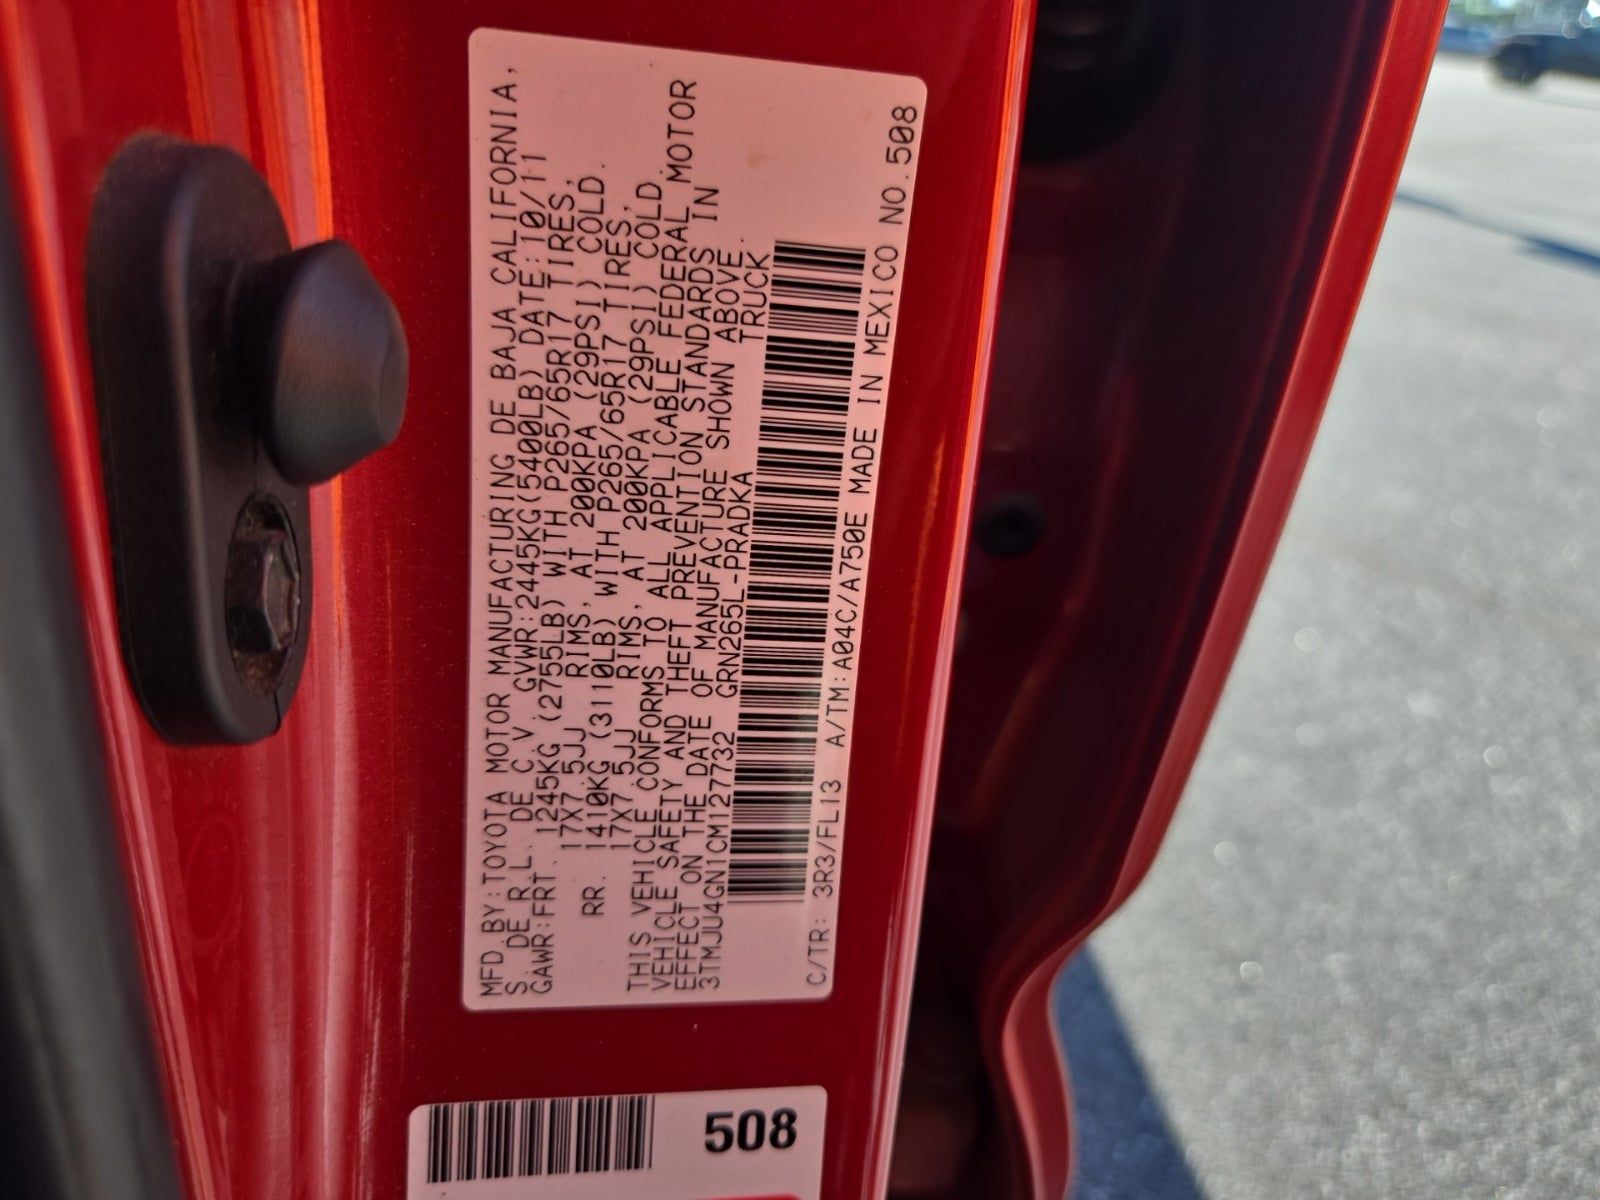 MFD. BY: TOYOTA MOTOR MANUFACTURING DE BAJA CALIFORNIA,
S. DE R.L. DE C.V. GVWR:2445KG(5400LB) DATE:10/11
GAWR:FRT. 1245KG (2755LB) WITH P265/65R17 TIRES,
17X7.5JJ RIMS, AT 200KPA (29PSI) COLD.
RR. 1410KG (3110LB) WITH P265/65R17 TIRES,
17X7.5JJ RIMS, AT 200KPA (29PSI) COLD.
THIS VEHICLE CONFORMS TO ALL APPLICABLE FEDERAL MOTOR
VEHICLE SAFETY AND THEFT PREVENTION STANDARDS IN
EFFECT ON THE DATE OF MANUFACTURE SHOWN ABOVE.
3TMJU4GN1CM127732 GRN265L-PRADKA TRUCK
C/TR: 3R3/FL13 A/TM:A04C/A750E MADE IN MEXICO NO.508
508